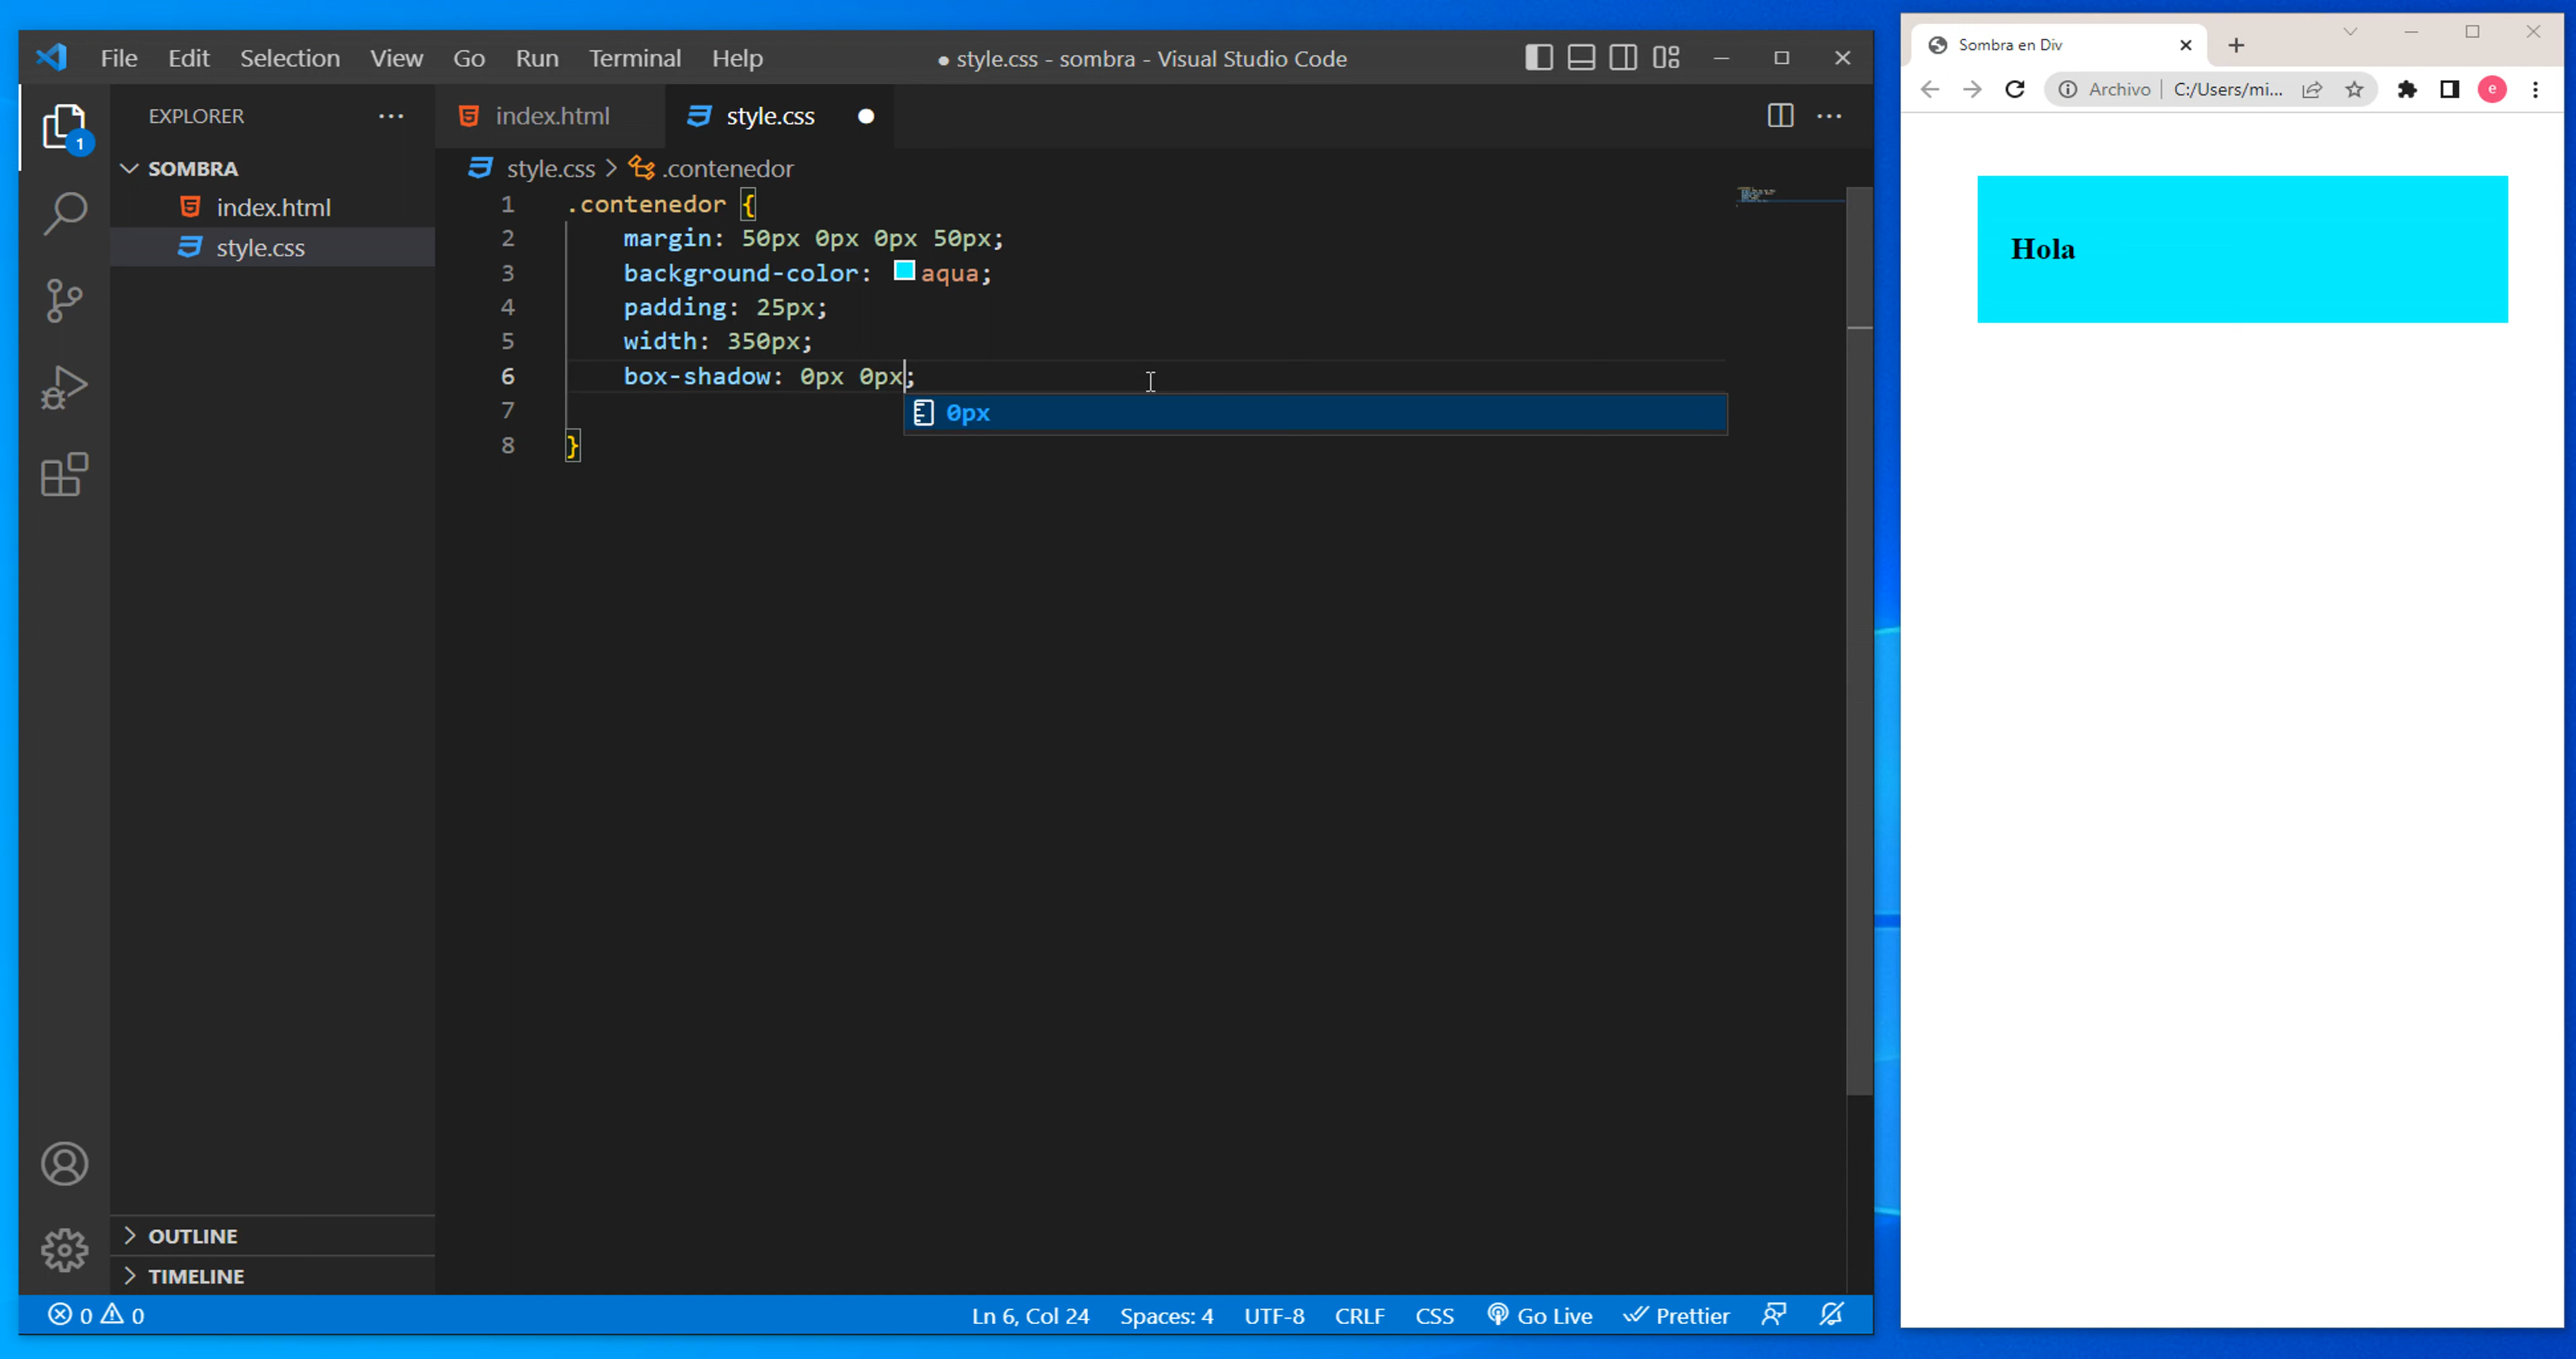 File Edit Selection View Go Run Terminal Help
● style.css - sombra - Visual Studio Code
EXPLORER
1
SOMBRA
index.html
style.css
OUTLINE
TIMELINE
index.html style.css
style.css > .contenedor
1 .contenedor {
2 margin: 50px 0px 0px 50px;
3 background-color: aqua;
4 padding: 25px;
5 width: 350px;
6 box-shadow: 0px 0px;
0px
7
8 }
0 0 Ln 6, Col 24 Spaces: 4 UTF-8 CRLF CSS Go Live Prettier
Sombra en Div
Archivo | C:/Users/mi... e
Hola